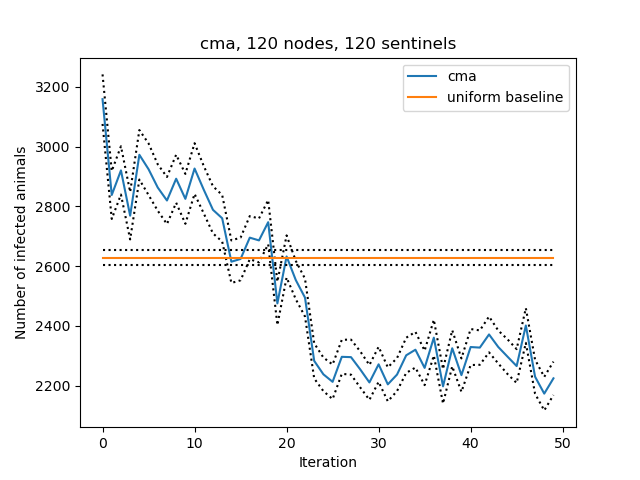 cma, 120 nodes, 120 sentinels
cma
uniform baseline
Number of infected animals
3200
3000
2800
2600
2400
2200
0 10 20 30 40 50
Iteration